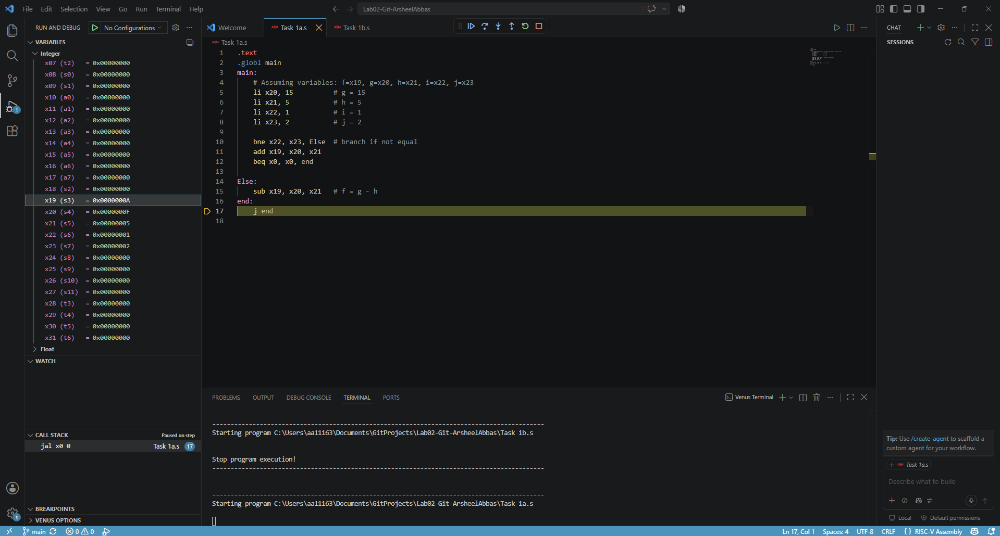 File Edit Selection View Go Run Terminal Help
Lab02-Git-ArsheelAbbas
RUN AND DEBUG No Configurations
VARIABLES
Integer
x07 (t2) = 0x00000000
x08 (s0) = 0x00000000
x09 (s1) = 0x00000000
x10 (a0) = 0x00000000
x11 (a1) = 0x00000000
x12 (a2) = 0x00000000
x13 (a3) = 0x00000000
x14 (a4) = 0x00000000
x15 (a5) = 0x00000000
x16 (a6) = 0x00000000
x17 (a7) = 0x00000000
x18 (s2) = 0x00000000
x19 (s3) = 0x0000000A
x20 (s4) = 0x0000000F
x21 (s5) = 0x00000005
x22 (s6) = 0x00000001
x23 (s7) = 0x00000002
x24 (s8) = 0x00000000
x25 (s9) = 0x00000000
x26 (s10) = 0x00000000
x27 (s11) = 0x00000000
x28 (t3) = 0x00000000
x29 (t4) = 0x00000000
x30 (t5) = 0x00000000
x31 (t6) = 0x00000000
Float
WATCH
CALL STACK Paused on step
jal x0 0 Task 1a.s 17
BREAKPOINTS
VENUS OPTIONS
1
1
Welcome ASM Task 1a.s ASM Task 1b.s
ASM Task 1a.s
1 .text
2 .globl main
3 main:
4 # Assuming variables: f=x19, g=x20, h=x21, i=x22, j=x23
5 li x20, 15 # g = 15
6 li x21, 5 # h = 5
7 li x22, 1 # i = 1
8 li x23, 2 # j = 2
9
10 bne x22, x23, Else # branch if not equal
11 add x19, x20, x21
12 beq x0, x0, end
13
14 Else:
15 sub x19, x20, x21 # f = g - h
16 end:
17 j end
18
PROBLEMS OUTPUT DEBUG CONSOLE TERMINAL PORTS
Venus Terminal
----------------------------------------------------------------------------------------
Starting program C:\Users\aa11163\Documents\GitProjects\Lab02-Git-ArsheelAbbas\Task 1b.s
Stop program execution!
----------------------------------------------------------------------------------------
----------------------------------------------------------------------------------------
Starting program C:\Users\aa11163\Documents\GitProjects\Lab02-Git-ArsheelAbbas\Task 1a.s
CHAT
SESSIONS
Tip: Use /create-agent to scaffold a
custom agent for your workflow.
ASM Task 1a.s
Describe what to build
Local Default permissions
main 0 0 Ln 17, Col 1 Spaces: 4 UTF-8 CRLF { } RISC-V Assembly